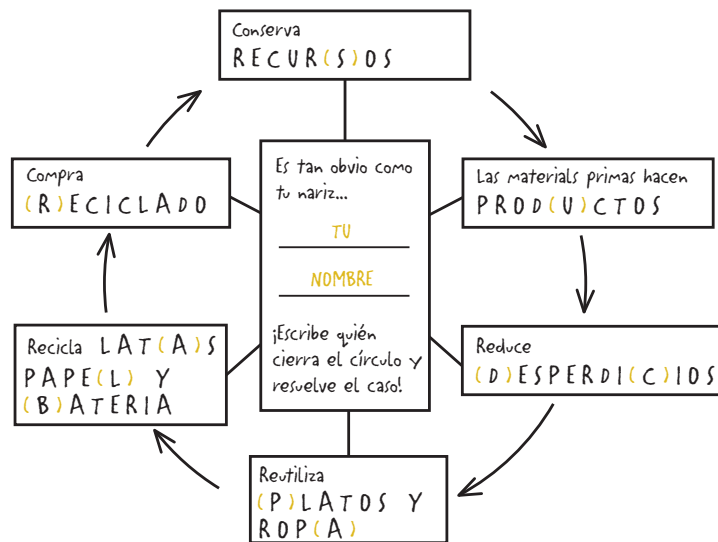 Conserva
RECUR(S)OS
Las materials primas hacen
PROD(U)CTOS
Reduce
(D)ESPERDI(C)IOS
Reutiliza
(P)LATOS Y
ROP(A)
Recicla LAT(A)S
PAPE(L) Y
(B)ATERIA
Compra
(R)ECICLADO
Es tan obvio como
tu nariz...
TU
NOMBRE
¡Escribe quién
cierra el círculo y
resuelve el caso!